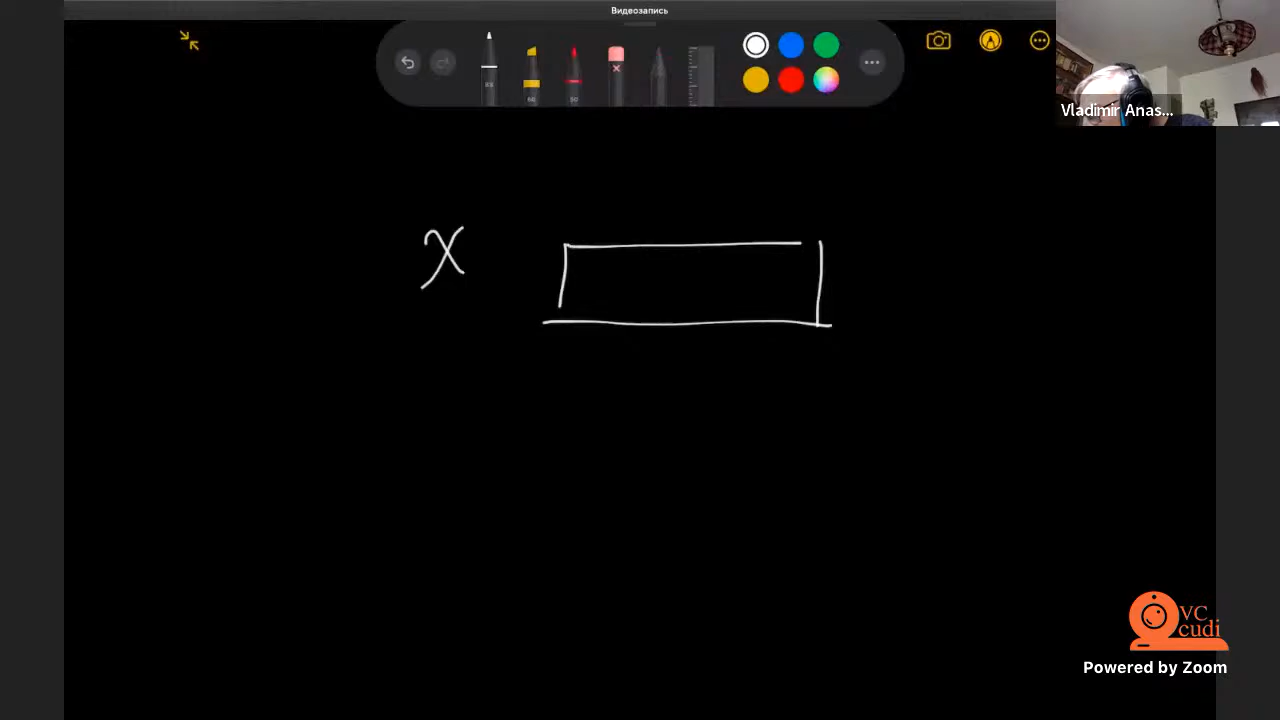 Видеозапись
Vladimir Anas...
X
VC
cudi
Powered by Zoom